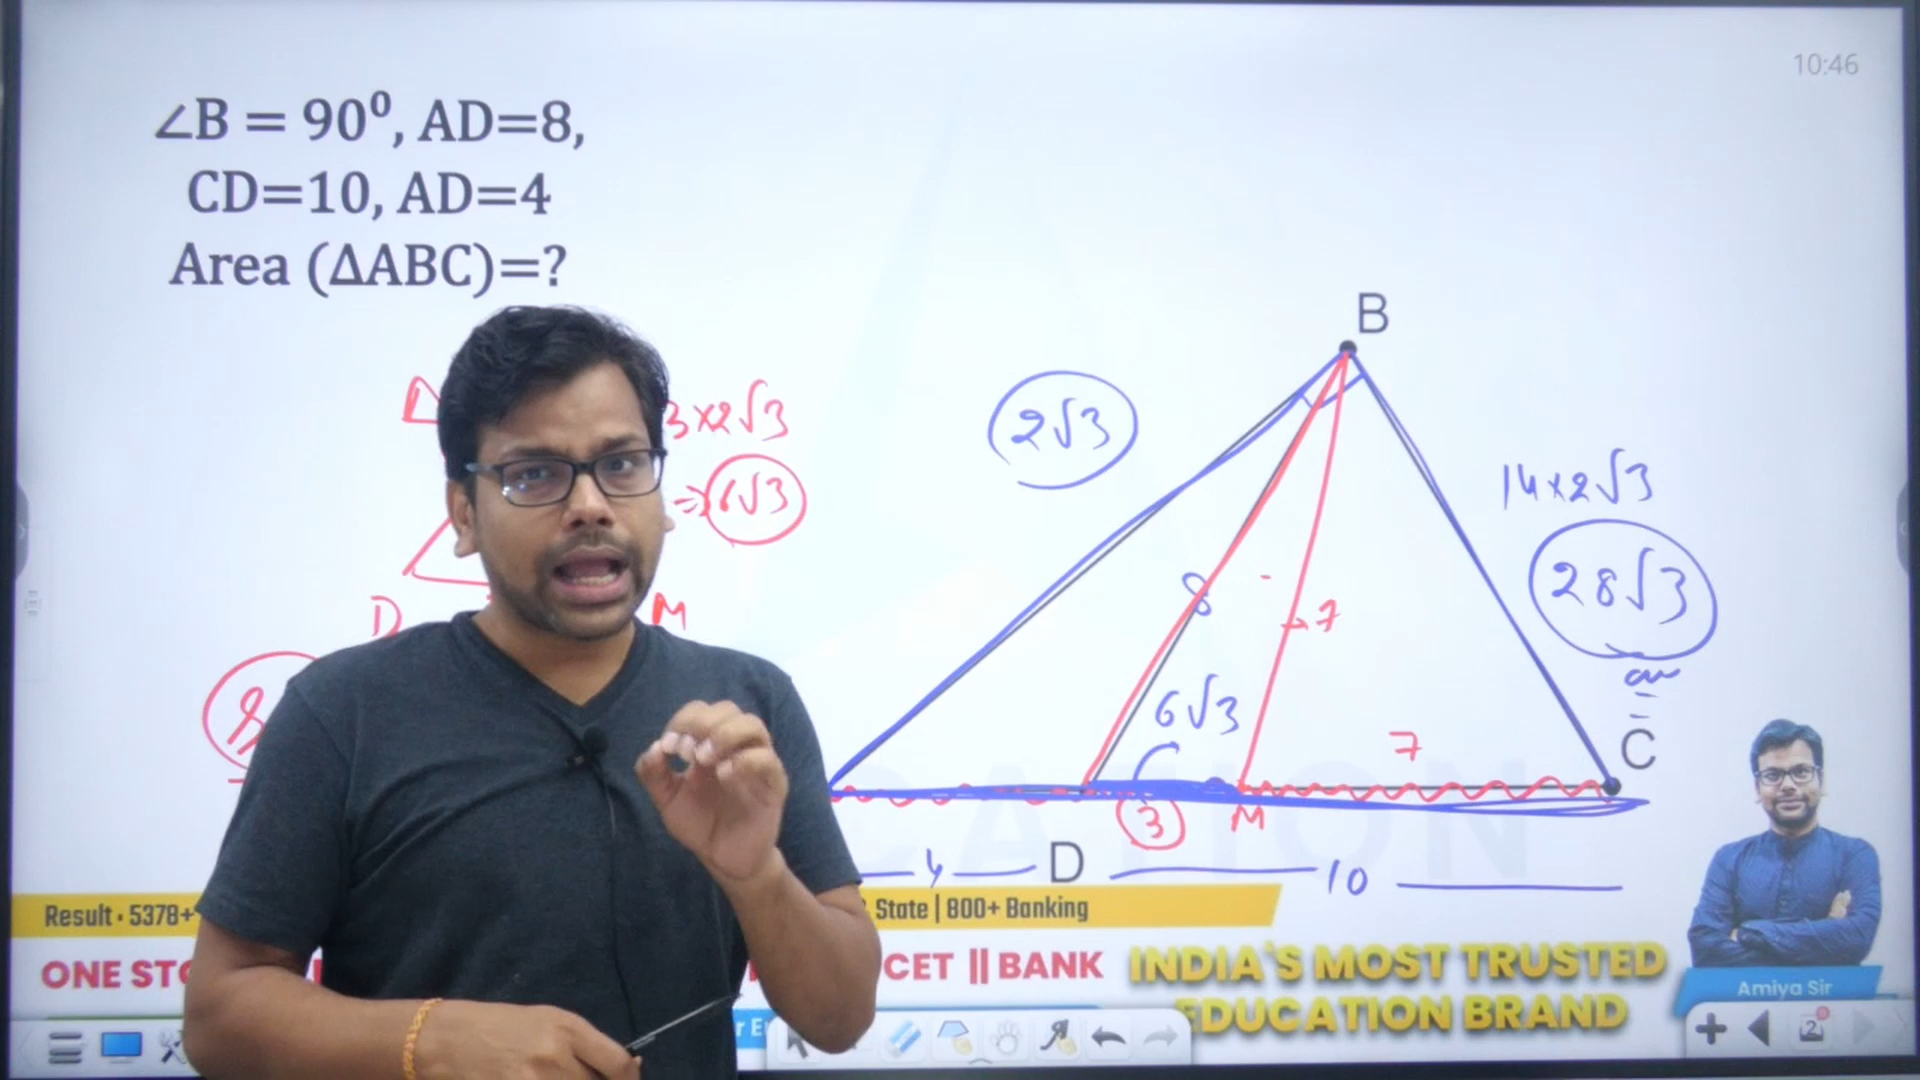 10:46
∠B = 90⁰, AD=8,
CD=10, AD=4
Area (ΔABC)=?
B
3×2√3
⇒ 6√3
D
M
2√3
14×2√3
28√3
8
7
6√3
7
C
3
M
4
D
10
Result • 5378+
State | 800+ Banking
CET || BANK
INDIA'S MOST TRUSTED
EDUCATION BRAND
Amiya Sir
2